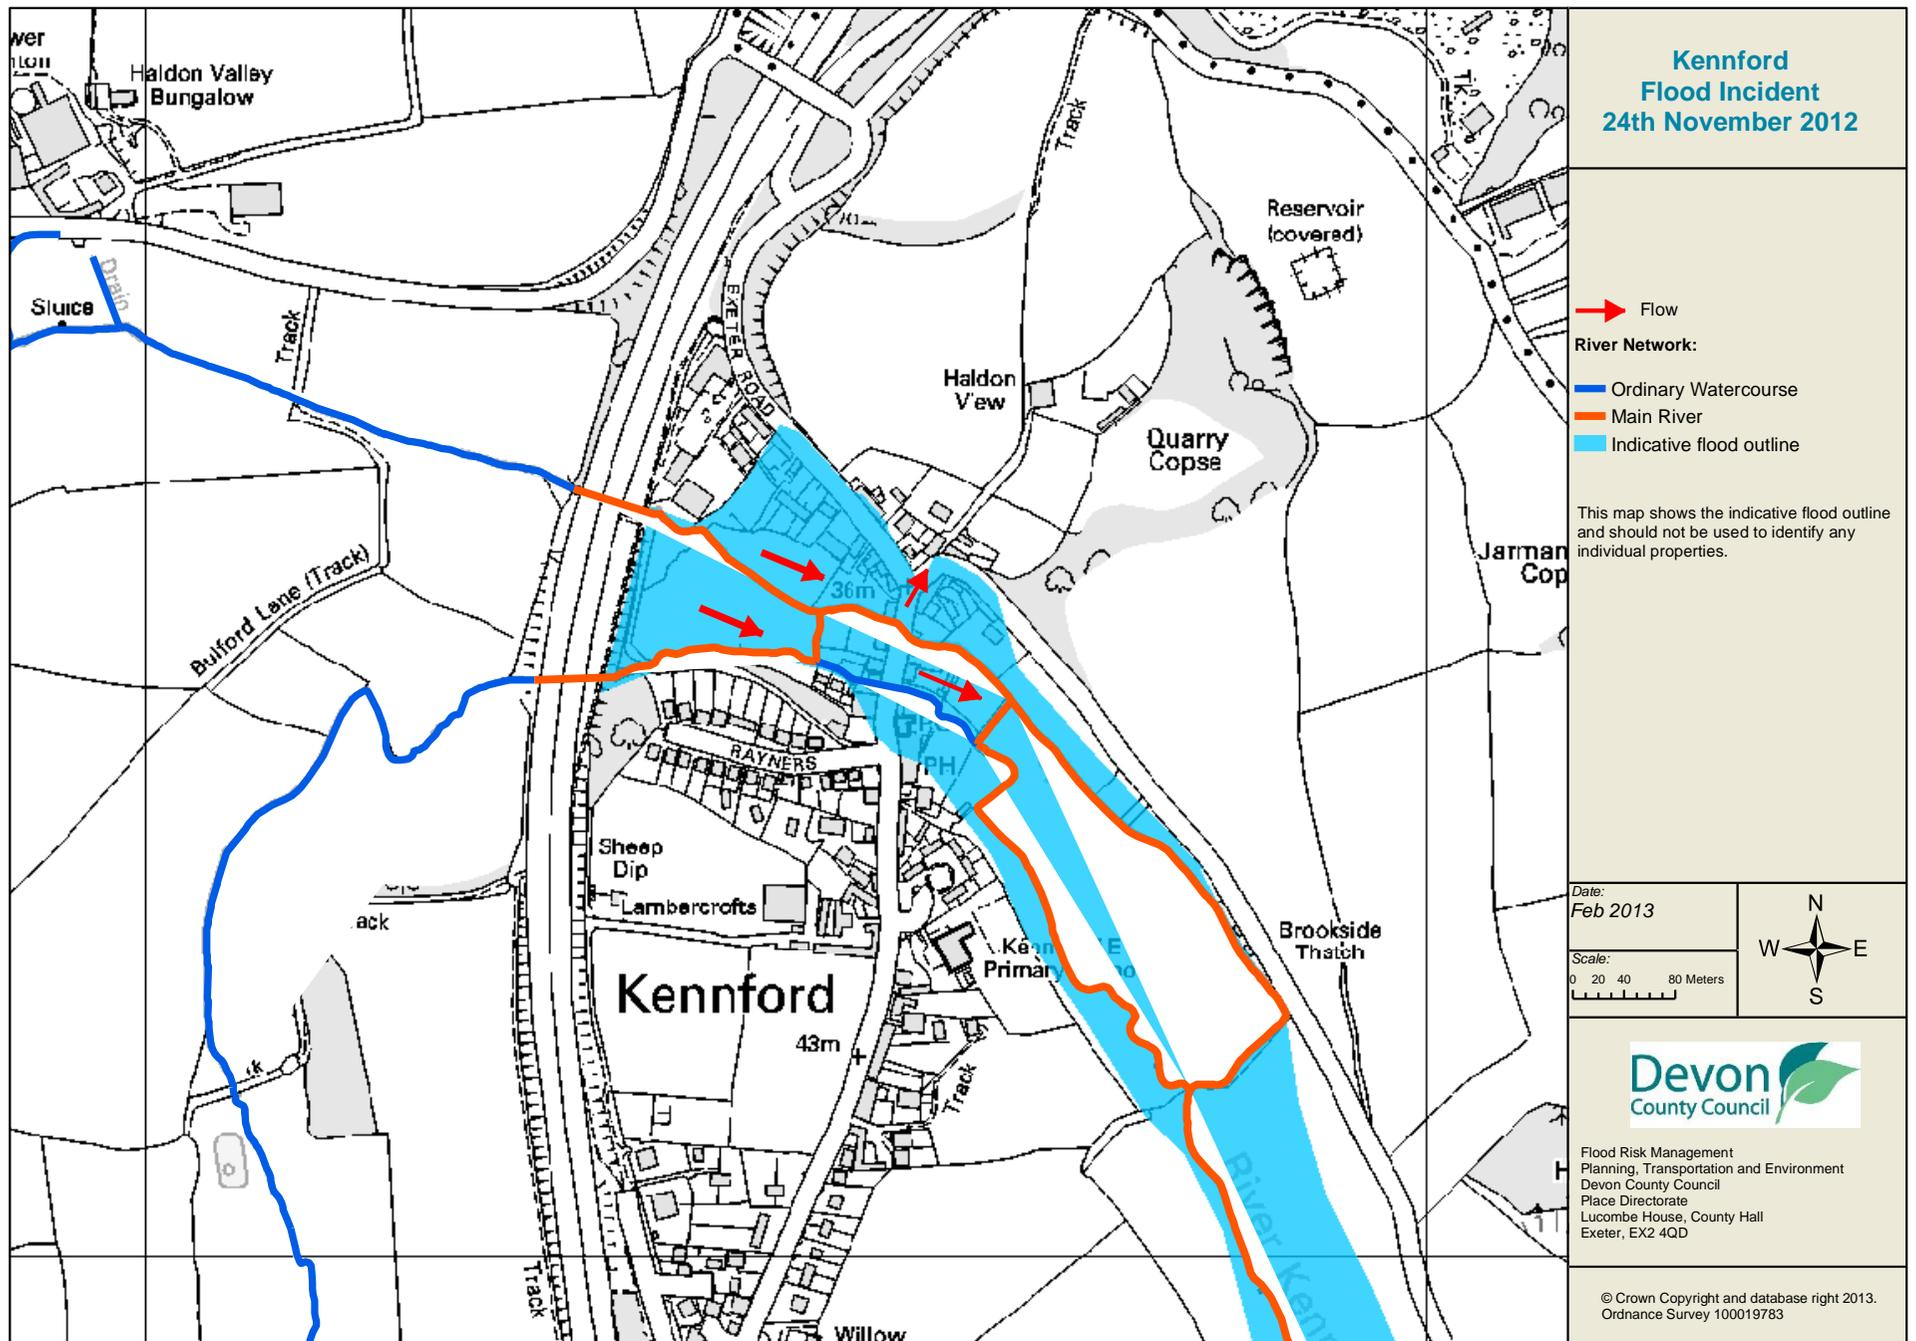 Kennford
Flood Incident
24th November 2012
Flow
River Network:
Ordinary Watercourse
Main River
Indicative flood outline
This map shows the indicative flood outline
and should not be used to identify any
individual properties.
Date:
Feb 2013
Scale:
0 20 40 80 Meters
N
W E
S
Devon
County Council
Flood Risk Management
Planning, Transportation and Environment
Devon County Council
Place Directorate
Lucombe House, County Hall
Exeter, EX2 4QD
© Crown Copyright and database right 2013.
Ordnance Survey 100019783
Haldon Valley
Bungalow
Sluice
Drain
Track
Bulford Lane (Track)
EXETER ROAD
Track
Reservoir
(covered)
Haldon
View
Quarry
Copse
Jarman
Cop
36m
PH
RAYNERS
Sheep
Dip
Lambercrofts
Kennford
43m
Primary
Brookside
Thatch
Track
Track
ack
River Kenn
Willow